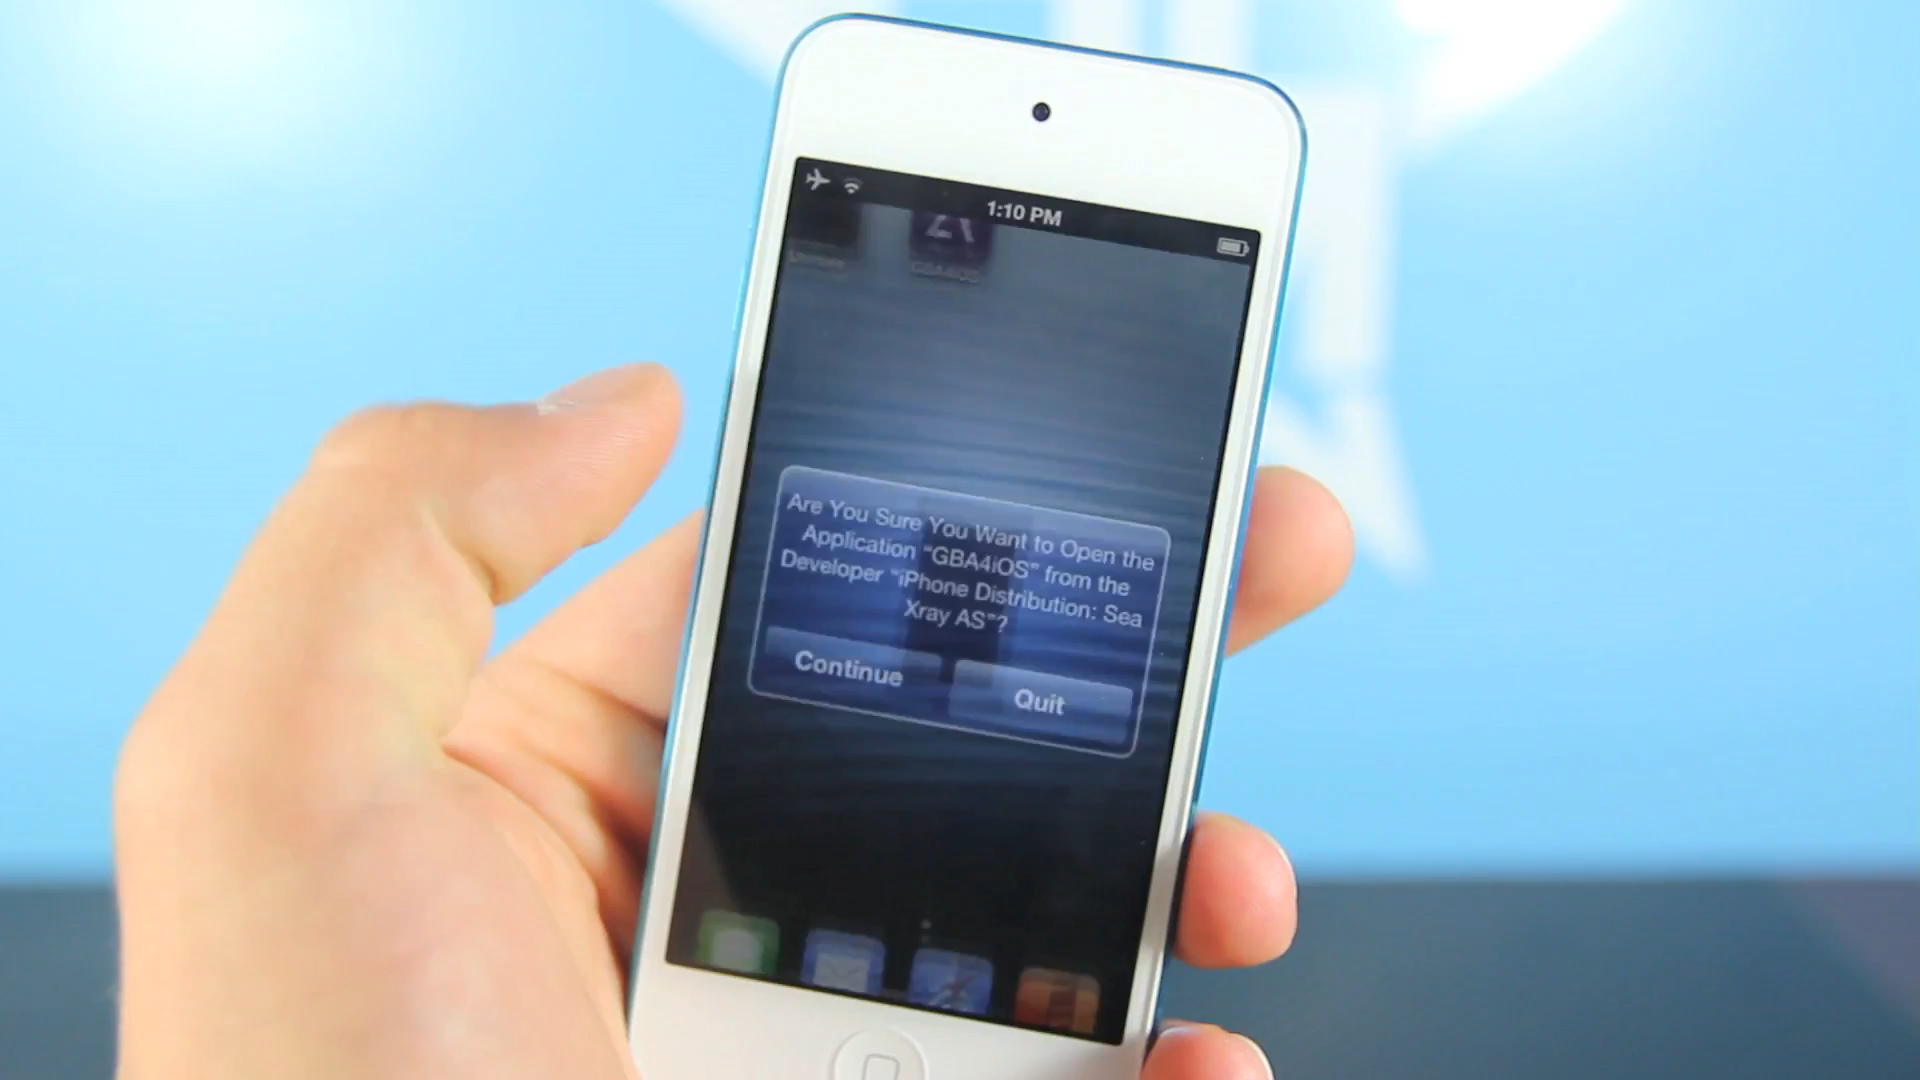 1:10 PM
GBA4iOS
Are You Sure You Want to Open the
Application “GBA4iOS” from the
Developer “iPhone Distribution: Sea
Xray AS”?
Continue
Quit